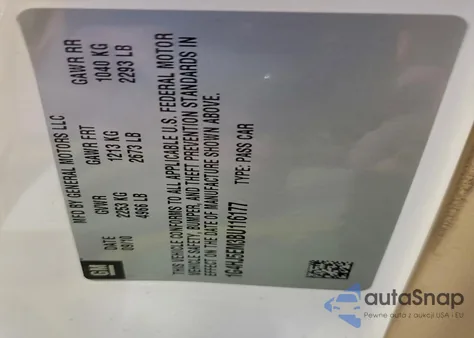 MFD BY GENERAL MOTORS LLC
DATE GVWR GAWR FRT GAWR RR
09/10 2253 KG 1213 KG 1040 KG
4966 LB 2673 LB 2293 LB
THIS VEHICLE CONFORMS TO ALL APPLICABLE U.S. FEDERAL MOTOR
VEHICLE SAFETY, BUMPER, AND THEFT PREVENTION STANDARDS IN
EFFECT ON THE DATE OF MANUFACTURE SHOWN ABOVE.
1G4HJ5EM3BU116177 TYPE: PASS CAR
GM
autaSnap
Pewne auta z aukcji USA - EU